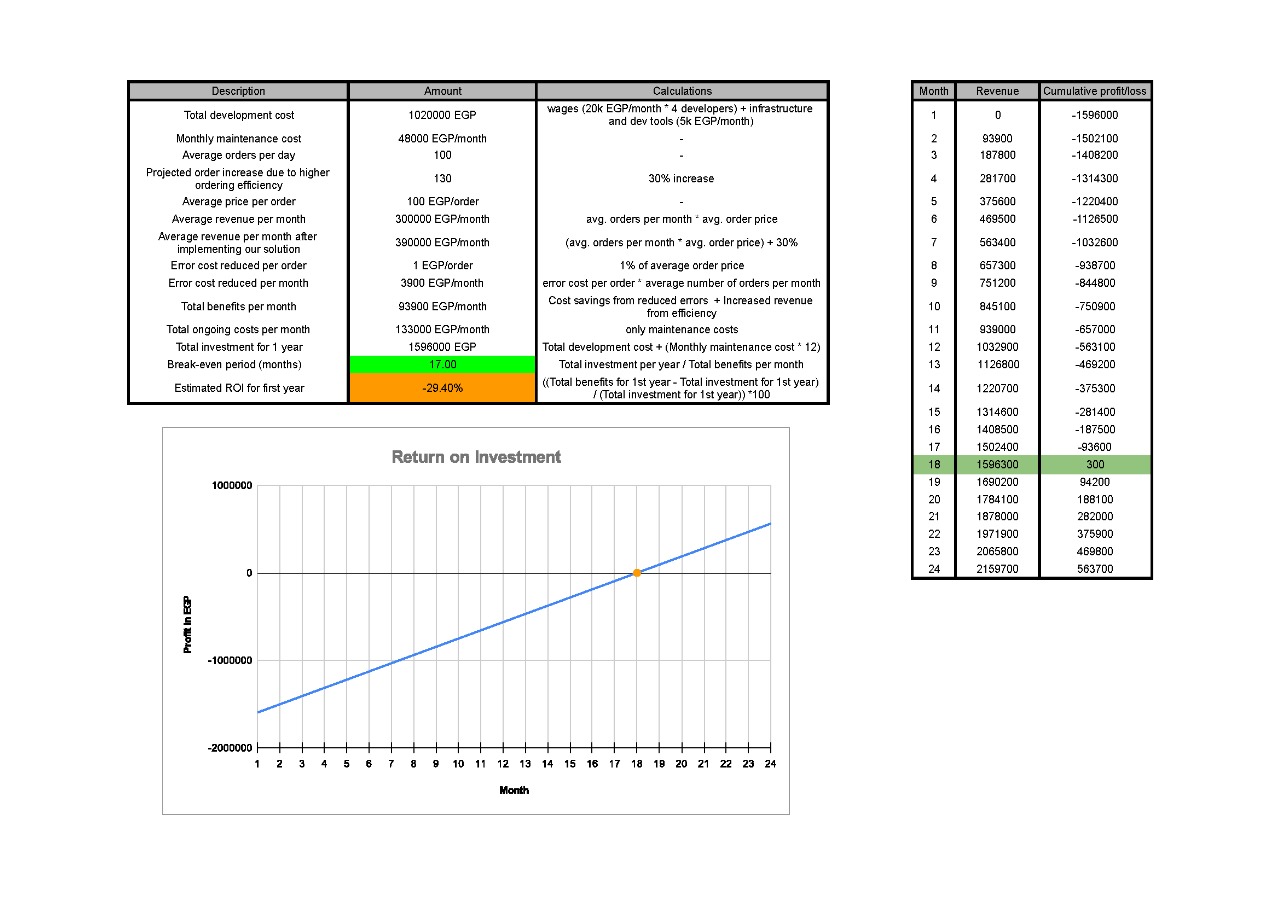 Description Amount Calculations
Total development cost 1020000 EGP wages (20k EGP/month * 4 developers) + infrastructure
and dev tools (5k EGP/month)
Monthly maintenance cost 48000 EGP/month -
Average orders per day 100 -
Projected order increase due to higher
ordering efficiency 130 30% increase
Average price per order 100 EGP/order -
Average revenue per month 300000 EGP/month avg. orders per month * avg. order price
Average revenue per month after
implementing our solution 390000 EGP/month (avg. orders per month * avg. order price) + 30%
Error cost reduced per order 1 EGP/order 1% of average order price
Error cost reduced per month 3900 EGP/month error cost per order * average number of orders per month
Total benefits per month 93900 EGP/month Cost savings from reduced errors + Increased revenue
from efficiency
Total ongoing costs per month 133000 EGP/month only maintenance costs
Total investment for 1 year 1596000 EGP Total development cost + (Monthly maintenance cost * 12)
Break-even period (months) 17.00 Total investment per year / Total benefits per month
Estimated ROI for first year -29.40% ((Total benefits for 1st year - Total investment for 1st year)
/ (Total investment for 1st year)) *100
Month Revenue Cumulative profit/loss
1 0 -1596000
2 93900 -1502100
3 187800 -1408200
4 281700 -1314300
5 375600 -1220400
6 469500 -1126500
7 563400 -1032600
8 657300 -938700
9 751200 -844800
10 845100 -750900
11 939000 -657000
12 1032900 -563100
13 1126800 -469200
14 1220700 -375300
15 1314600 -281400
16 1408500 -187500
17 1502400 -93600
18 1596300 300
19 1690200 94200
20 1784100 188100
21 1878000 282000
22 1971900 375900
23 2065800 469800
24 2159700 563700
Return on Investment
1000000
0
-1000000
-2000000
Profit in EGP
1 2 3 4 5 6 7 8 9 10 11 12 13 14 15 16 17 18 19 20 21 22 23 24
Month